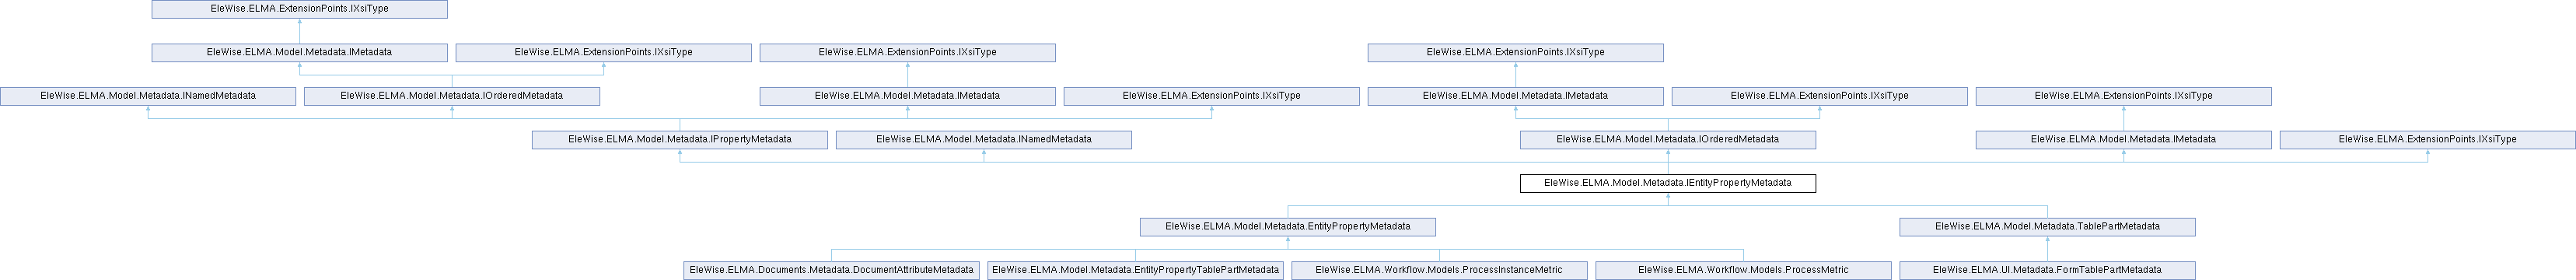 EleWise.ELMA.ExtensionPoints.IXsiType
EleWise.ELMA.Model.Metadata.IMetadata
EleWise.ELMA.ExtensionPoints.IXsiType
EleWise.ELMA.ExtensionPoints.IXsiType
EleWise.ELMA.ExtensionPoints.IXsiType
EleWise.ELMA.Model.Metadata.INamedMetadata
EleWise.ELMA.Model.Metadata.IOrderedMetadata
EleWise.ELMA.Model.Metadata.IMetadata
EleWise.ELMA.ExtensionPoints.IXsiType
EleWise.ELMA.Model.Metadata.IMetadata
EleWise.ELMA.ExtensionPoints.IXsiType
EleWise.ELMA.ExtensionPoints.IXsiType
EleWise.ELMA.Model.Metadata.IPropertyMetadata
EleWise.ELMA.Model.Metadata.INamedMetadata
EleWise.ELMA.Model.Metadata.IOrderedMetadata
EleWise.ELMA.Model.Metadata.IMetadata
EleWise.ELMA.ExtensionPoints.IXsiType
EleWise.ELMA.Model.Metadata.IEntityPropertyMetadata
EleWise.ELMA.Model.Metadata.EntityPropertyMetadata
EleWise.ELMA.Model.Metadata.TablePartMetadata
EleWise.ELMA.Documents.Metadata.DocumentAttributeMetadata
EleWise.ELMA.Model.Metadata.EntityPropertyTablePartMetadata
EleWise.ELMA.Workflow.Models.ProcessInstanceMetric
EleWise.ELMA.Workflow.Models.ProcessMetric
EleWise.ELMA.UI.Metadata.FormTablePartMetadata